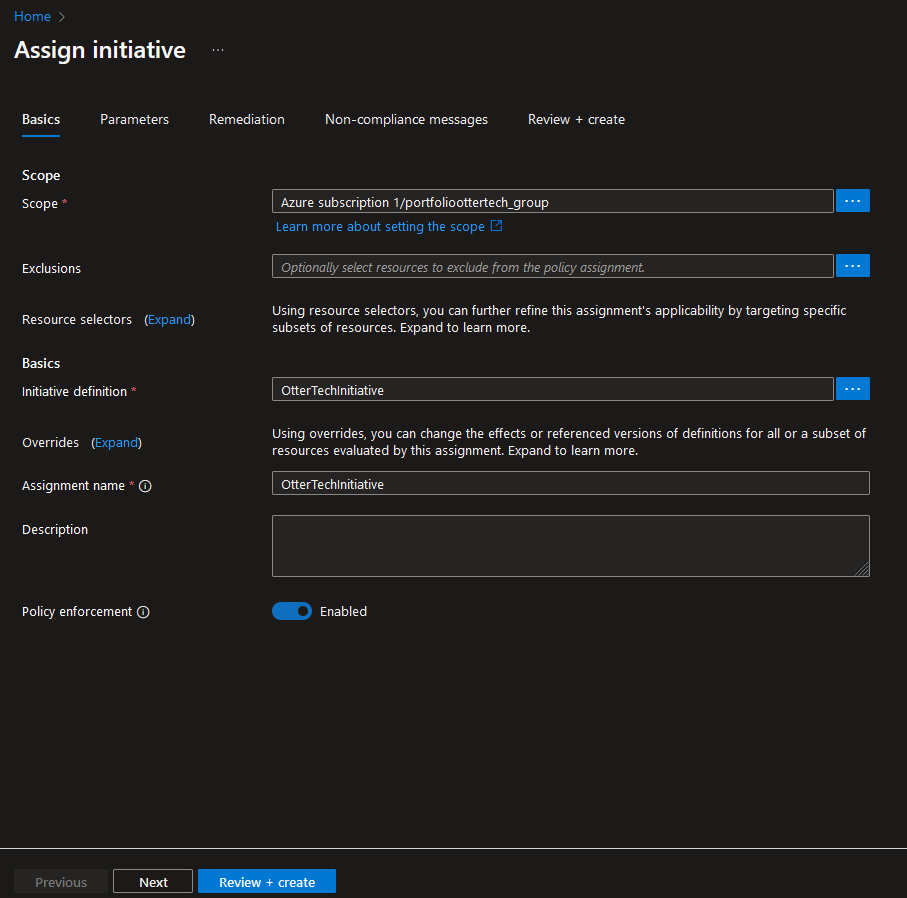 Home
Assign initiative
Basics Parameters Remediation Non-compliance messages Review + create
Scope
Scope * Azure subscription 1/portfolioottertech_group
Learn more about setting the scope
Exclusions Optionally select resources to exclude from the policy assignment.
Resource selectors (Expand) Using resource selectors, you can further refine this assignment's applicability by targeting specific
subsets of resources. Expand to learn more.
Basics
Initiative definition * OtterTechInitiative
Overrides (Expand) Using overrides, you can change the effects or referenced versions of definitions for all or a subset of
resources evaluated by this assignment. Expand to learn more.
Assignment name * OtterTechInitiative
Description
Policy enforcement Enabled
Previous Next Review + create